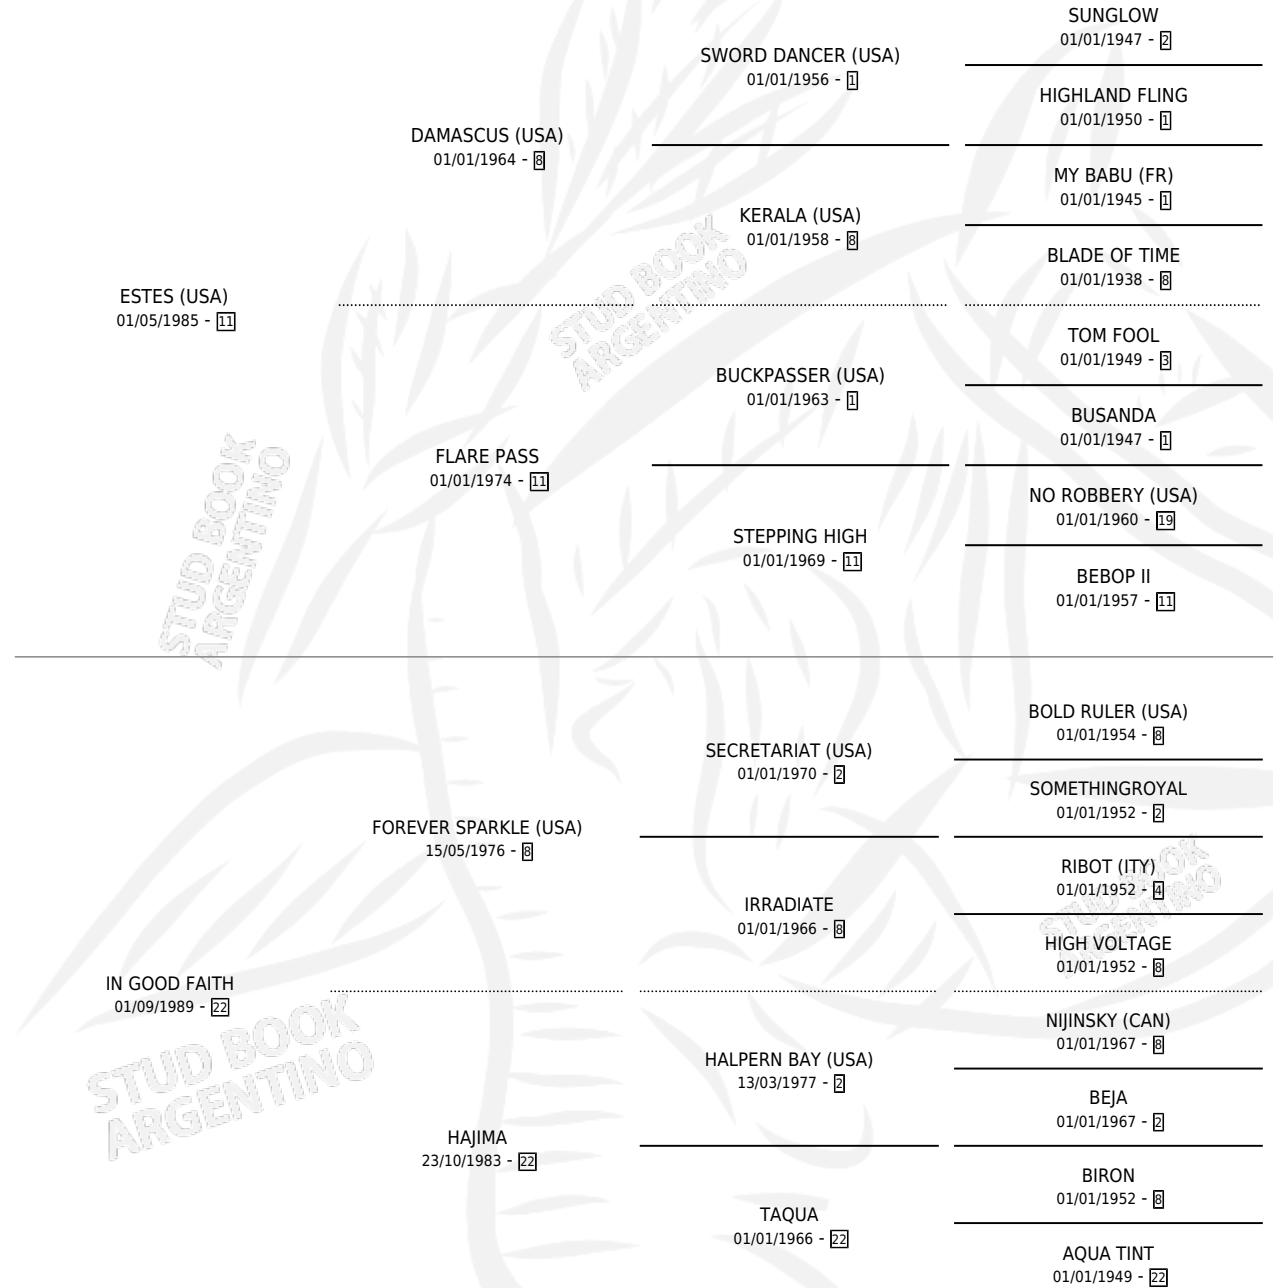 SUNGLOW
01/01/1947 - 2
SWORD DANCER (USA)
01/01/1956 - 1
HIGHLAND FLING
01/01/1950 - 1
DAMASCUS (USA)
01/01/1964 - 8
MY BABU (FR)
01/01/1945 - 1
KERALA (USA)
01/01/1958 - 8
BLADE OF TIME
01/01/1938 - 8
ESTES (USA)
01/05/1985 - 11
TOM FOOL
01/01/1949 - 3
BUCKPASSER (USA)
01/01/1963 - 1
BUSANDA
01/01/1947 - 1
FLARE PASS
01/01/1974 - 11
NO ROBBERY (USA)
01/01/1960 - 19
STEPPING HIGH
01/01/1969 - 11
BEBOP II
01/01/1957 - 11
BOLD RULER (USA)
01/01/1954 - 8
SECRETARIAT (USA)
01/01/1970 - 2
SOMETHINGROYAL
01/01/1952 - 2
FOREVER SPARKLE (USA)
15/05/1976 - 8
RIBOT (ITY)
01/01/1952 - 4
IRRADIATE
01/01/1966 - 8
HIGH VOLTAGE
01/01/1952 - 8
IN GOOD FAITH
01/09/1989 - 22
NIJINSKY (CAN)
01/01/1967 - 8
HALPERN BAY (USA)
13/03/1977 - 2
BEJA
01/01/1967 - 2
HAJIMA
23/10/1983 - 22
BIRON
01/01/1952 - 8
TAQUA
01/01/1966 - 22
AQUA TINT
01/01/1949 - 22
STUD BOOK
ARGENTINO
STUD BOOK
ARGENTINO
STUD BOOK
ARGENTINO
STUD BOOK
ARGENTINO